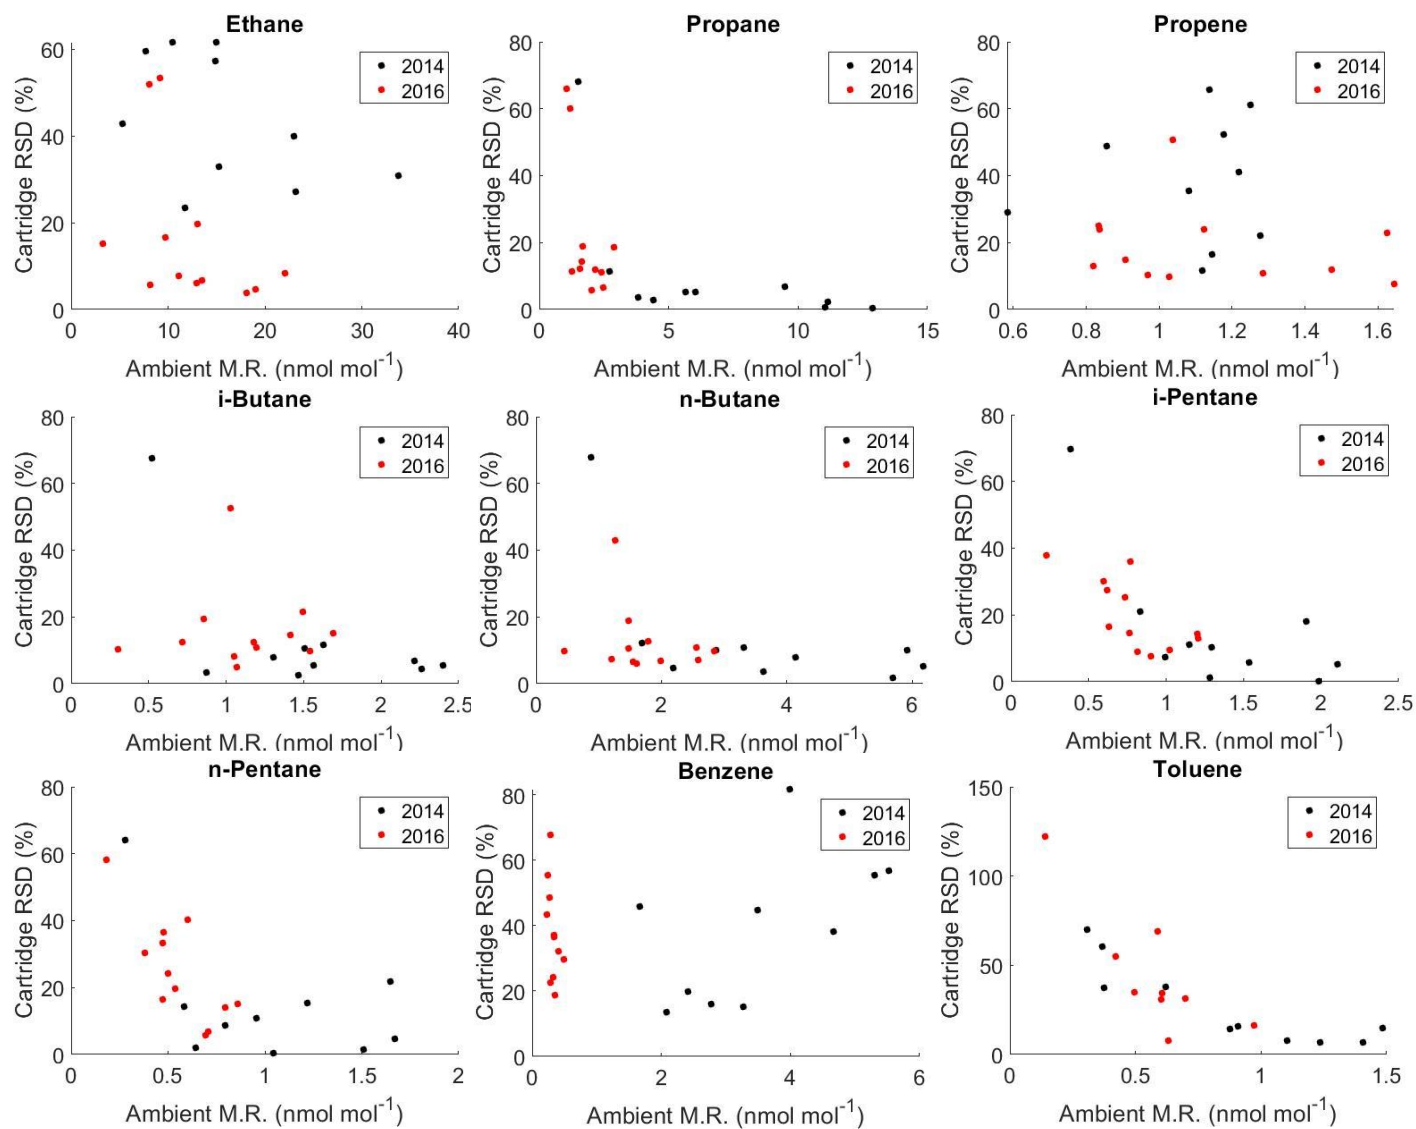 Ethane
Cartridge RSD (%)
60
40
20
0
0 10 20 30 40
Ambient M.R. (nmol mol⁻¹)
2014
2016
Propane
Cartridge RSD (%)
80
60
40
20
0
0 5 10 15
Ambient M.R. (nmol mol⁻¹)
2014
2016
Propene
Cartridge RSD (%)
80
60
40
20
0
0.6 0.8 1 1.2 1.4 1.6
Ambient M.R. (nmol mol⁻¹)
2014
2016
i-Butane
Cartridge RSD (%)
80
60
40
20
0
0 0.5 1 1.5 2 2.5
Ambient M.R. (nmol mol⁻¹)
2014
2016
n-Butane
Cartridge RSD (%)
80
60
40
20
0
0 2 4 6
Ambient M.R. (nmol mol⁻¹)
2014
2016
i-Pentane
Cartridge RSD (%)
80
60
40
20
0
0 0.5 1 1.5 2 2.5
Ambient M.R. (nmol mol⁻¹)
2014
2016
n-Pentane
Cartridge RSD (%)
80
60
40
20
0
0 0.5 1 1.5 2
Ambient M.R. (nmol mol⁻¹)
2014
2016
Benzene
Cartridge RSD (%)
80
60
40
20
0
0 2 4 6
Ambient M.R. (nmol mol⁻¹)
2014
2016
Toluene
Cartridge RSD (%)
150
100
50
0
0 0.5 1 1.5
Ambient M.R. (nmol mol⁻¹)
2014
2016